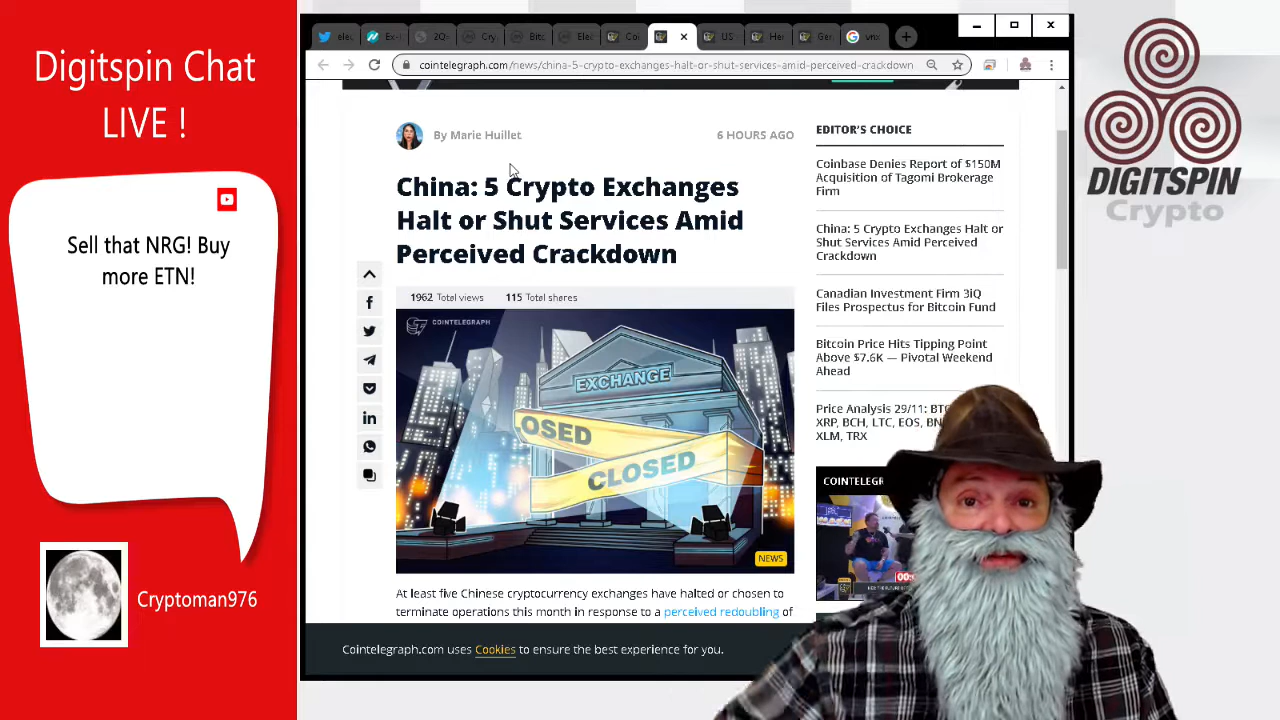 Digitspin Chat
LIVE !
Sell that NRG! Buy
more ETN!
Cryptoman976
cointelegraph.com/news/china-5-crypto-exchanges-halt-or-shut-services-amid-perceived-crackdown
By Marie Huillet
6 HOURS AGO
China: 5 Crypto Exchanges
Halt or Shut Services Amid
Perceived Crackdown
1962 Total views
115 Total shares
COINTELEGRAPH
EXCHANGE
LOSED
CLOSED
NEWS
At least five Chinese cryptocurrency exchanges have halted or chosen to
terminate operations this month in response to a perceived redoubling of
Cointelegraph.com uses Cookies to ensure the best experience for you.
EDITOR'S CHOICE
Coinbase Denies Report of $150M
Acquisition of Tagomi Brokerage
Firm
China: 5 Crypto Exchanges Halt or
Shut Services Amid Perceived
Crackdown
Canadian Investment Firm 3iQ
Files Prospectus for Bitcoin Fund
Bitcoin Price Hits Tipping Point
Above $7.6K — Pivotal Weekend
Ahead
Price Analysis 29/11: BTC
XRP, BCH, LTC, EOS, BN
XLM, TRX
COINTELEGR
DIGITSPIN
Crypto